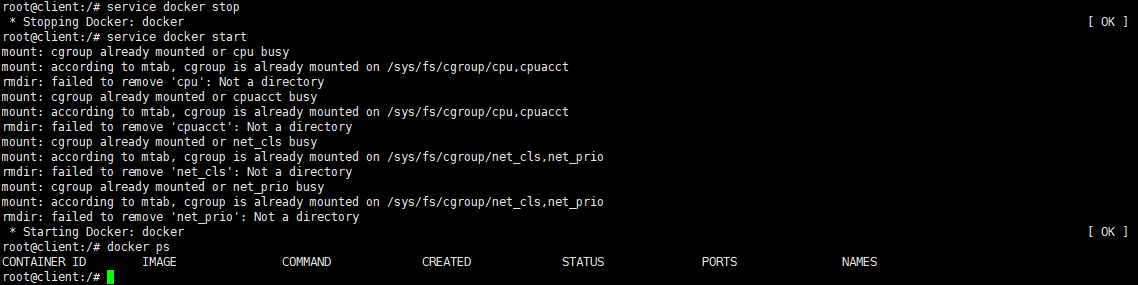 root@client:/# service docker stop
 * Stopping Docker: docker [ OK ]
root@client:/# service docker start
mount: cgroup already mounted or cpu busy
mount: according to mtab, cgroup is already mounted on /sys/fs/cgroup/cpu,cpuacct
rmdir: failed to remove 'cpu': Not a directory
mount: cgroup already mounted or cpuacct busy
mount: according to mtab, cgroup is already mounted on /sys/fs/cgroup/cpu,cpuacct
rmdir: failed to remove 'cpuacct': Not a directory
mount: cgroup already mounted or net_cls busy
mount: according to mtab, cgroup is already mounted on /sys/fs/cgroup/net_cls,net_prio
rmdir: failed to remove 'net_cls': Not a directory
mount: cgroup already mounted or net_prio busy
mount: according to mtab, cgroup is already mounted on /sys/fs/cgroup/net_cls,net_prio
rmdir: failed to remove 'net_prio': Not a directory
 * Starting Docker: docker [ OK ]
root@client:/# docker ps
CONTAINER ID IMAGE COMMAND CREATED STATUS PORTS NAMES
root@client:/#